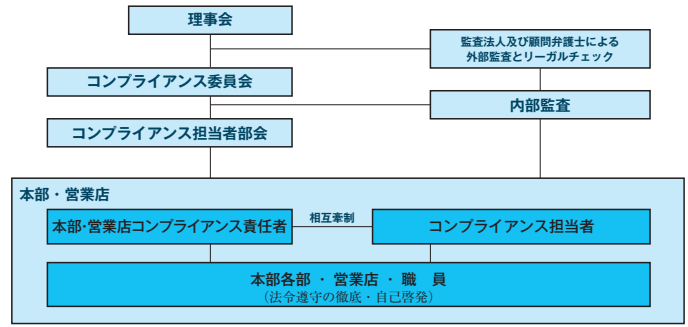 理事会
監査法人及び顧問弁護士による
外部監査とリーガルチェック
コンプライアンス委員会
内部監査
コンプライアンス担当者部会
本部・営業店
本部・営業店コンプライアンス責任者
相互牽制
コンプライアンス担当者
本部各部 ・ 営業店 ・ 職　員
（法令遵守の徹底・自己啓発）